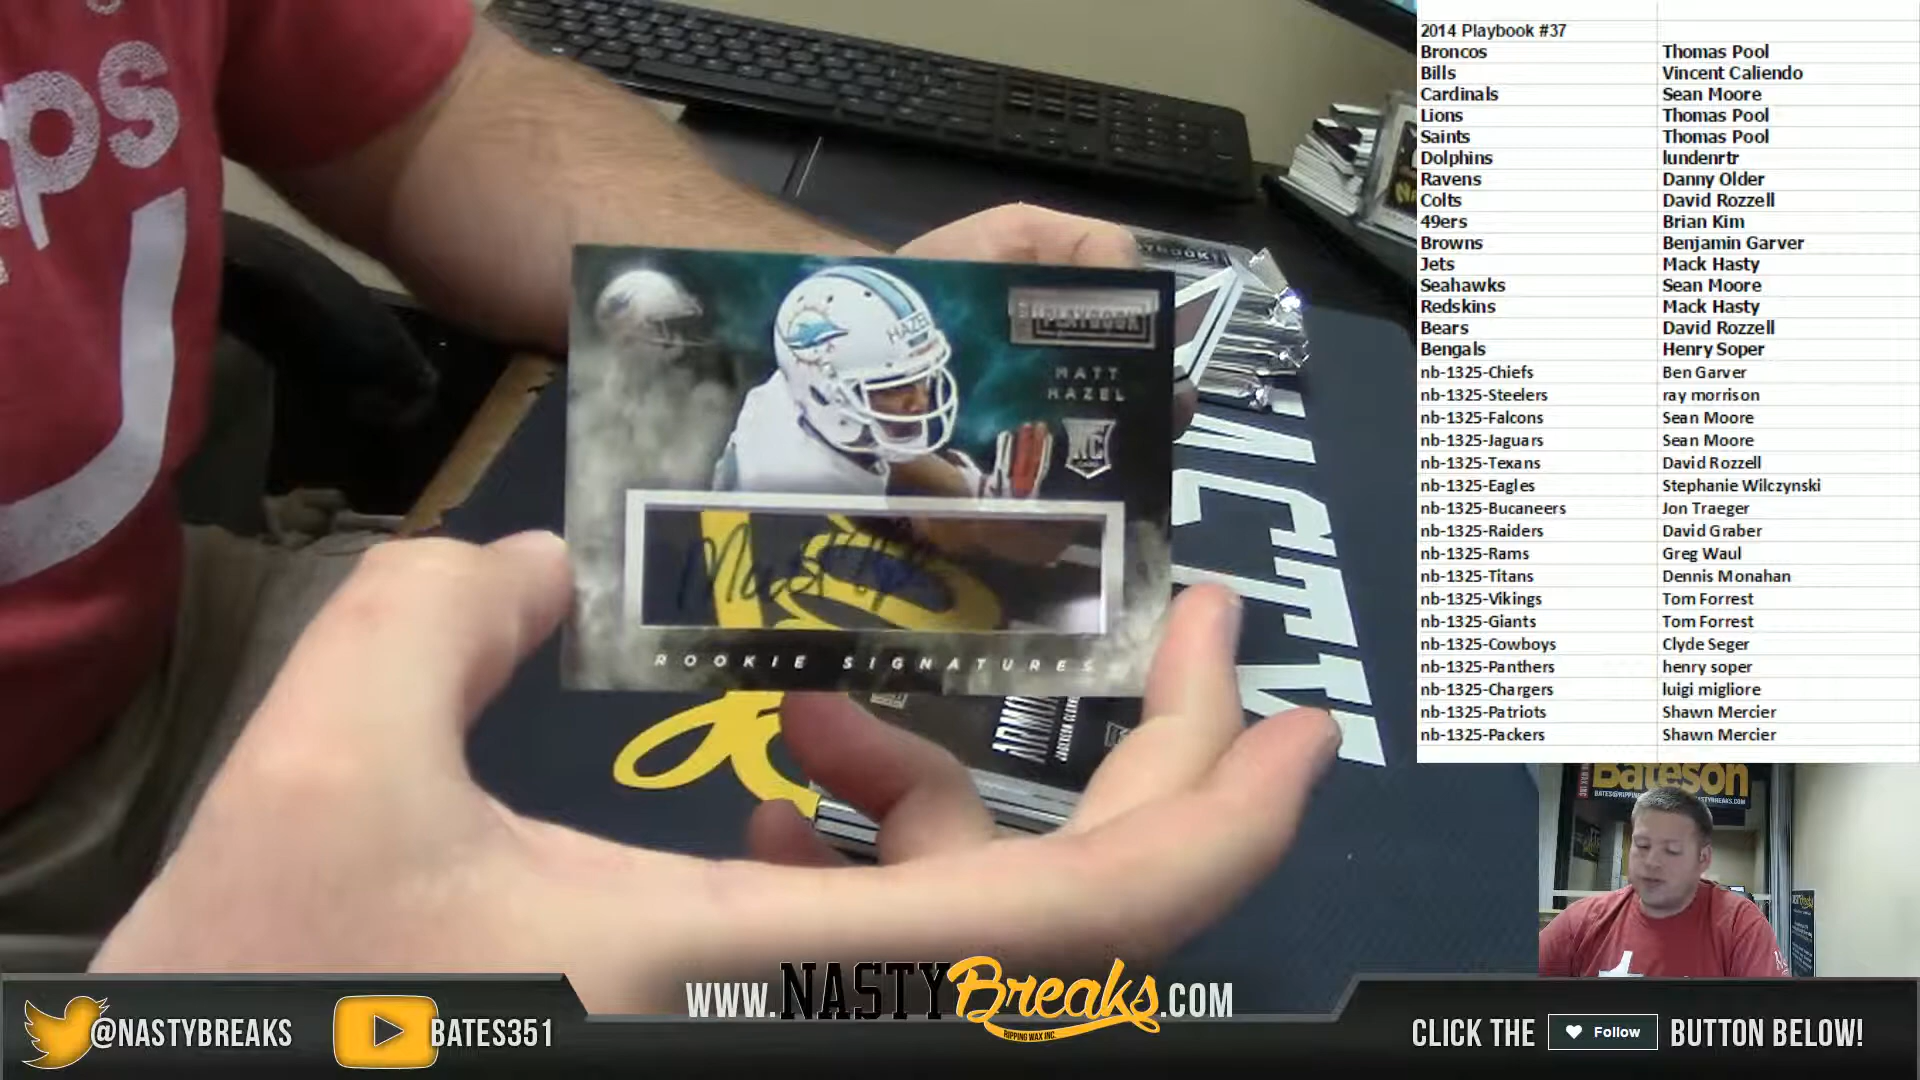 2014 Playbook #37
Broncos Thomas Pool
Bills Vincent Caliendo
Cardinals Sean Moore
Lions Thomas Pool
Saints Thomas Pool
Dolphins lundenrtr
Ravens Danny Older
Colts David Rozzell
49ers Brian Kim
Browns Benjamin Garver
Jets Mack Hasty
Seahawks Sean Moore
Redskins Mack Hasty
Bears David Rozzell
Bengals Henry Soper
nb-1325-Chiefs Ben Garver
nb-1325-Steelers ray morrison
nb-1325-Falcons Sean Moore
nb-1325-Jaguars Sean Moore
nb-1325-Texans David Rozzell
nb-1325-Eagles Stephanie Wilczynski
nb-1325-Bucaneers Jon Traeger
nb-1325-Raiders David Graber
nb-1325-Rams Greg Waul
nb-1325-Titans Dennis Monahan
nb-1325-Vikings Tom Forrest
nb-1325-Giants Tom Forrest
nb-1325-Cowboys Clyde Seger
nb-1325-Panthers henry soper
nb-1325-Chargers luigi migliore
nb-1325-Patriots Shawn Mercier
nb-1325-Packers Shawn Mercier
PLAYBOOK
HAZEL
MATT
HAZEL
RC
ROOKIE SIGNATURES
Bateson
@NASTYBREAKS
BATES351
WWW.NASTYBreaks.COM
RIPPING WAX INC.
CLICK THE Follow BUTTON BELOW!